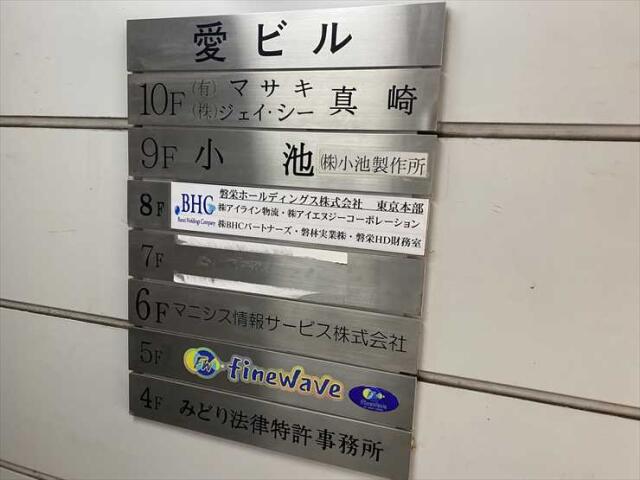 愛ビル
10F (有)マサキ 真崎
(株)ジェイ・シー
9F 小池 (株)小池製作所
8F BHC 磐栄ホールディングス株式会社 東京本部
㈱アイライン物流・㈱アイエヌジーコーポレーション
Banei Holdings Company ㈱BHCパートナーズ・磐林実業㈱・磐栄HD財務室
7F
6F マニシス情報サービス株式会社
5F FW finewave Finewave
4F みどり法律特許事務所